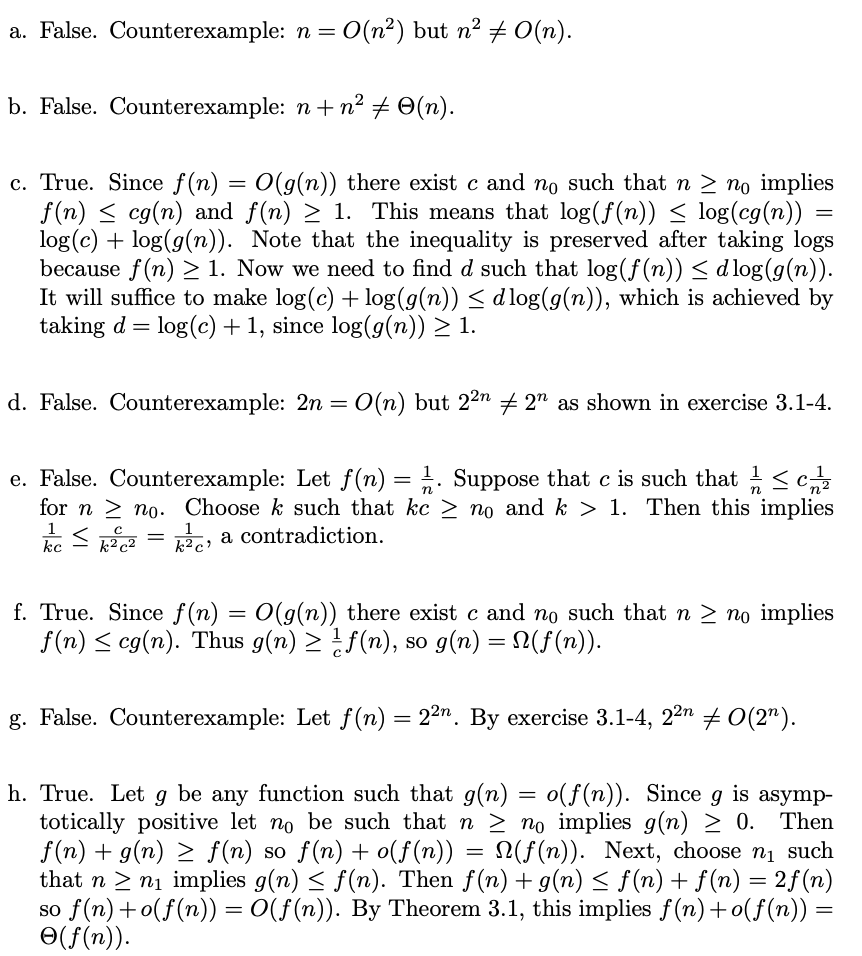 a. False. Counterexample: n = O(n²) but n² ≠ O(n).
b. False. Counterexample: n + n² ≠ Θ(n).
c. True. Since f(n) = O(g(n)) there exist c and n₀ such that n ≥ n₀ implies
f(n) ≤ cg(n) and f(n) ≥ 1. This means that log(f(n)) ≤ log(cg(n)) =
log(c) + log(g(n)). Note that the inequality is preserved after taking logs
because f(n) ≥ 1. Now we need to find d such that log(f(n)) ≤ d log(g(n)).
It will suffice to make log(c) + log(g(n)) ≤ d log(g(n)), which is achieved by
taking d = log(c) + 1, since log(g(n)) ≥ 1.
d. False. Counterexample: 2n = O(n) but 2²ⁿ ≠ 2ⁿ as shown in exercise 3.1-4.
e. False. Counterexample: Let f(n) = 1/n. Suppose that c is such that 1/n ≤ c 1/n²
for n ≥ n₀. Choose k such that kc ≥ n₀ and k > 1. Then this implies
1/kc ≤ c/k²c² = 1/k²c, a contradiction.
f. True. Since f(n) = O(g(n)) there exist c and n₀ such that n ≥ n₀ implies
f(n) ≤ cg(n). Thus g(n) ≥ 1/c f(n), so g(n) = Ω(f(n)).
g. False. Counterexample: Let f(n) = 2²ⁿ. By exercise 3.1-4, 2²ⁿ ≠ O(2ⁿ).
h. True. Let g be any function such that g(n) = o(f(n)). Since g is asymp-
totically positive let n₀ be such that n ≥ n₀ implies g(n) ≥ 0. Then
f(n) + g(n) ≥ f(n) so f(n) + o(f(n)) = Ω(f(n)). Next, choose n₁ such
that n ≥ n₁ implies g(n) ≤ f(n). Then f(n) + g(n) ≤ f(n) + f(n) = 2f(n)
so f(n) + o(f(n)) = O(f(n)). By Theorem 3.1, this implies f(n) + o(f(n)) =
Θ(f(n)).